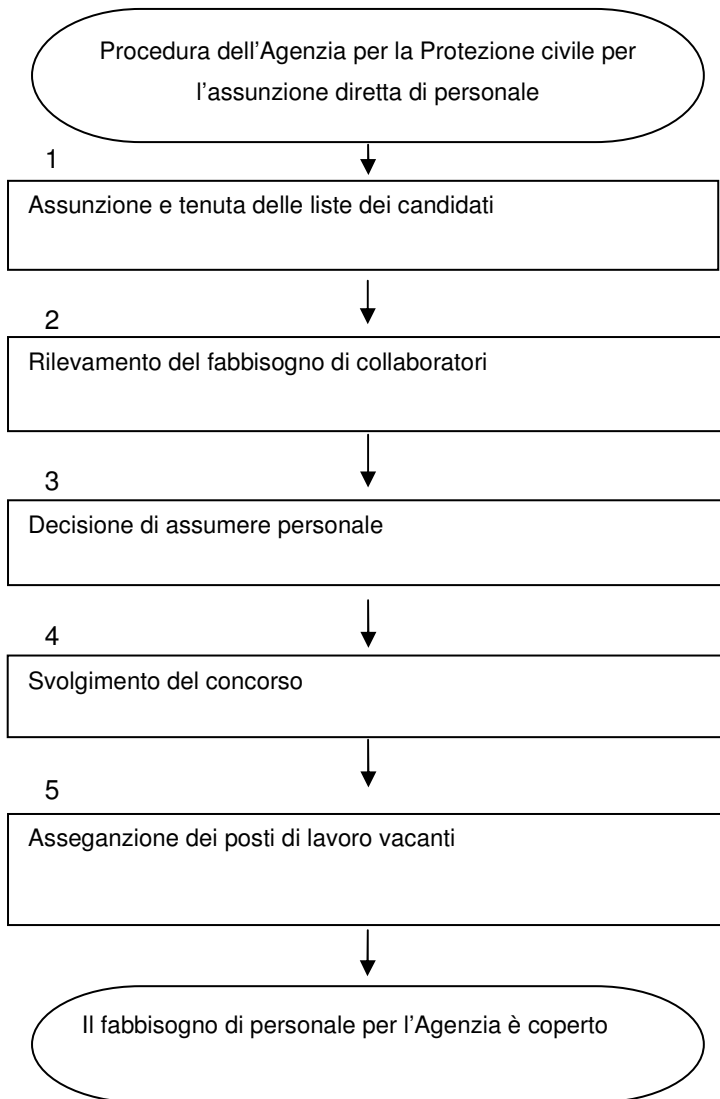 Procedura dell’Agenzia per la Protezione civile per
l’assunzione diretta di personale
1
Assunzione e tenuta delle liste dei candidati
2
Rilevamento del fabbisogno di collaboratori
3
Decisione di assumere personale
4
Svolgimento del concorso
5
Asseganzione dei posti di lavoro vacanti
Il fabbisogno di personale per l’Agenzia è coperto